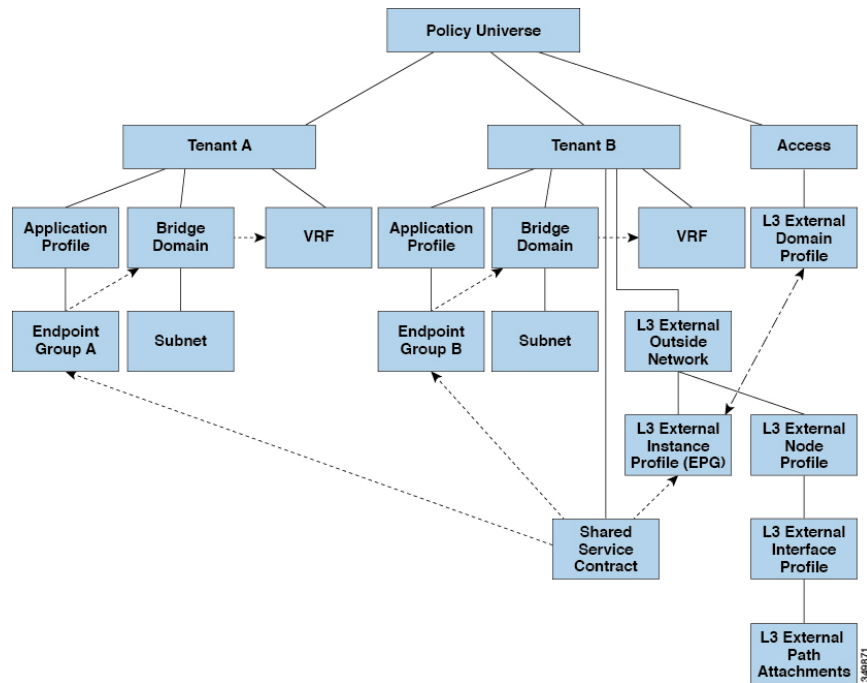 Policy Universe
Tenant A
Tenant B
Access
Application
Profile
Bridge
Domain
VRF
Application
Profile
Bridge
Domain
VRF
L3 External
Domain
Profile
Endpoint
Group A
Subnet
Endpoint
Group B
Subnet
L3 External
Outside
Network
L3 External
Instance
Profile (EPG)
L3 External
Node
Profile
Shared
Service
Contract
L3 External
Interface
Profile
L3 External
Path
Attachments
349871